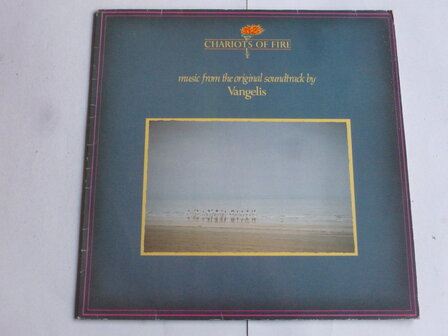 CHARIOTS OF FIRE
music from the original soundtrack by
Vangelis